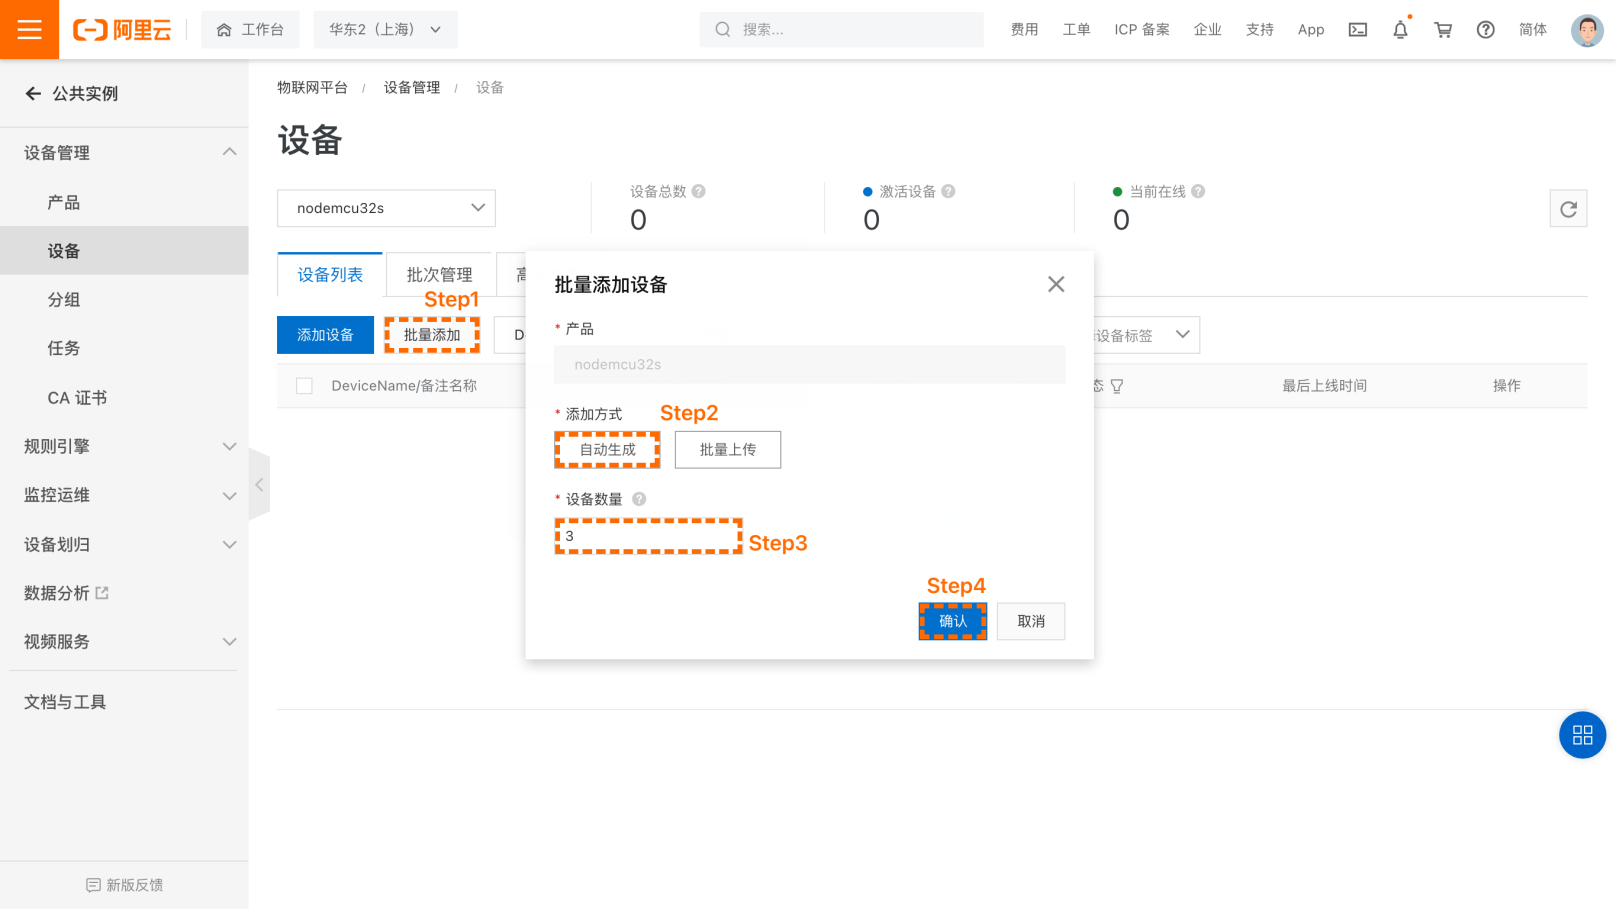 阿里云
工作台
华东2（上海）
搜索...
费用
工单
ICP 备案
企业
支持
App
简体
公共实例
设备管理
产品
设备
分组
任务
CA 证书
规则引擎
监控运维
设备划归
数据分析
视频服务
文档与工具
新版反馈
物联网平台 / 设备管理 / 设备
设备
nodemcu32s
设备总数
0
激活设备
0
当前在线
0
设备列表
批次管理
Step1
添加设备
批量添加
D
设备标签
DeviceName/备注名称
态
最后上线时间
操作
批量添加设备
* 产品
nodemcu32s
* 添加方式
Step2
自动生成
批量上传
* 设备数量
3
Step3
Step4
确认
取消